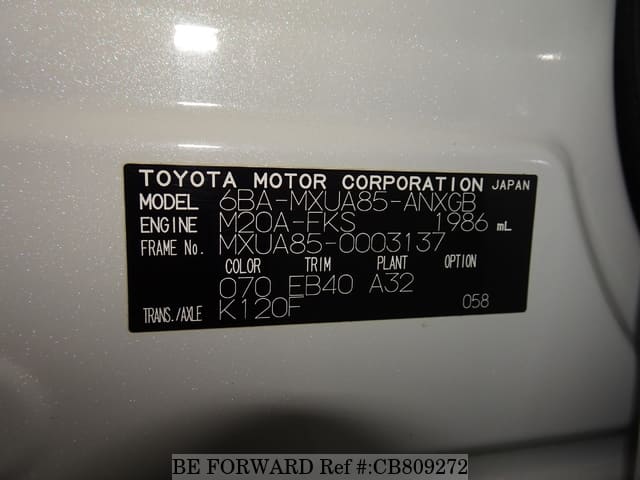 TOYOTA MOTOR CORPORATION JAPAN
MODEL 6BA-MXUA85-ANXGB
ENGINE M20A-FKS 1986 mL
FRAME No. MXUA85-0003137
COLOR TRIM PLANT OPTION
070 EB40 A32
TRANS./AXLE K120F 058
BE FORWARD Ref #:CB809272